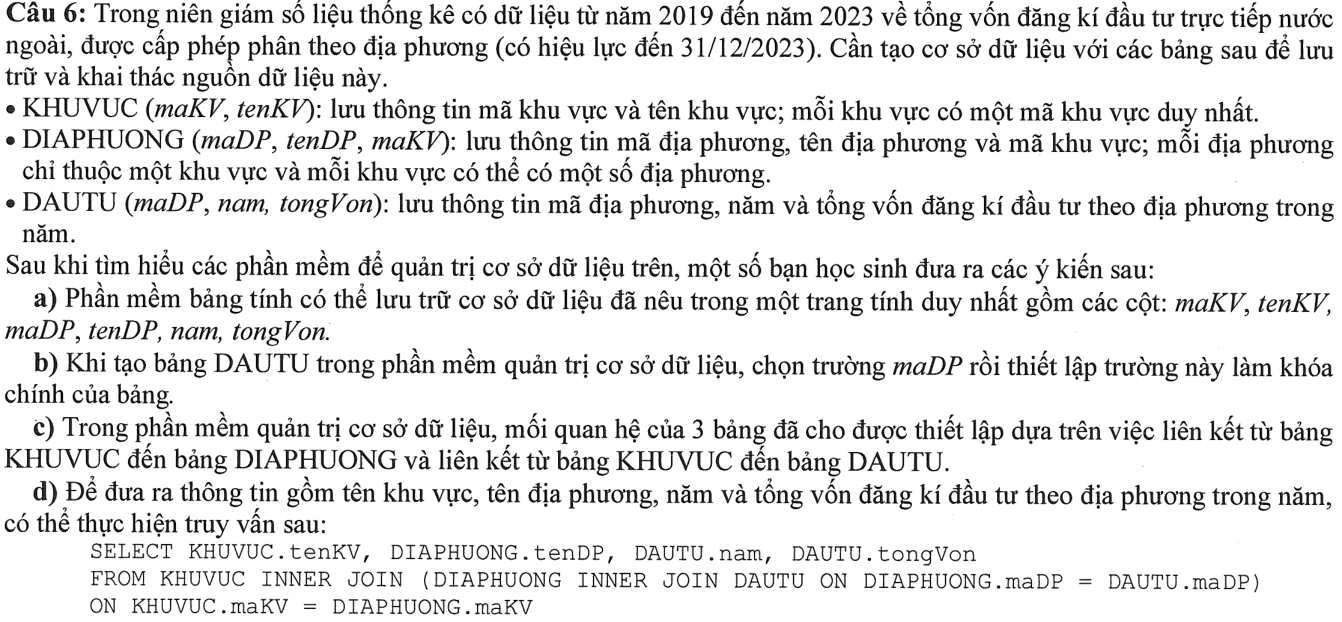 Câu 6: Trong niên giám số liệu thống kê có dữ liệu từ năm 2019 đến năm 2023 về tổng vốn đăng kí đầu tư trực tiếp nước
ngoài, được cấp phép phân theo địa phương (có hiệu lực đến 31/12/2023). Cần tạo cơ sở dữ liệu với các bảng sau để lưu
trữ và khai thác nguồn dữ liệu này.
• KHUVUC (maKV, tenKV): lưu thông tin mã khu vực và tên khu vực; mỗi khu vực có một mã khu vực duy nhất.
• DIAPHUONG (maDP, tenDP, maKV): lưu thông tin mã địa phương, tên địa phương và mã khu vực; mỗi địa phương
chỉ thuộc một khu vực và mỗi khu vực có thể có một số địa phương.
• DAUTU (maDP, nam, tongVon): lưu thông tin mã địa phương, năm và tổng vốn đăng kí đầu tư theo địa phương trong
năm.
Sau khi tìm hiểu các phần mềm để quản trị cơ sở dữ liệu trên, một số bạn học sinh đưa ra các ý kiến sau:
a) Phần mềm bảng tính có thể lưu trữ cơ sở dữ liệu đã nêu trong một trang tính duy nhất gồm các cột: maKV, tenKV,
maDP, tenDP, nam, tongVon.
b) Khi tạo bảng DAUTU trong phần mềm quản trị cơ sở dữ liệu, chọn trường maDP rồi thiết lập trường này làm khóa
chính của bảng.
c) Trong phần mềm quản trị cơ sở dữ liệu, mối quan hệ của 3 bảng đã cho được thiết lập dựa trên việc liên kết từ bảng
KHUVUC đến bảng DIAPHUONG và liên kết từ bảng KHUVUC đến bảng DAUTU.
d) Để đưa ra thông tin gồm tên khu vực, tên địa phương, năm và tổng vốn đăng kí đầu tư theo địa phương trong năm,
có thể thực hiện truy vấn sau:
SELECT KHUVUC.tenKV, DIAPHUONG.tenDP, DAUTU.nam, DAUTU.tongVon
FROM KHUVUC INNER JOIN (DIAPHUONG INNER JOIN DAUTU ON DIAPHUONG.maDP = DAUTU.maDP)
ON KHUVUC.maKV = DIAPHUONG.maKV